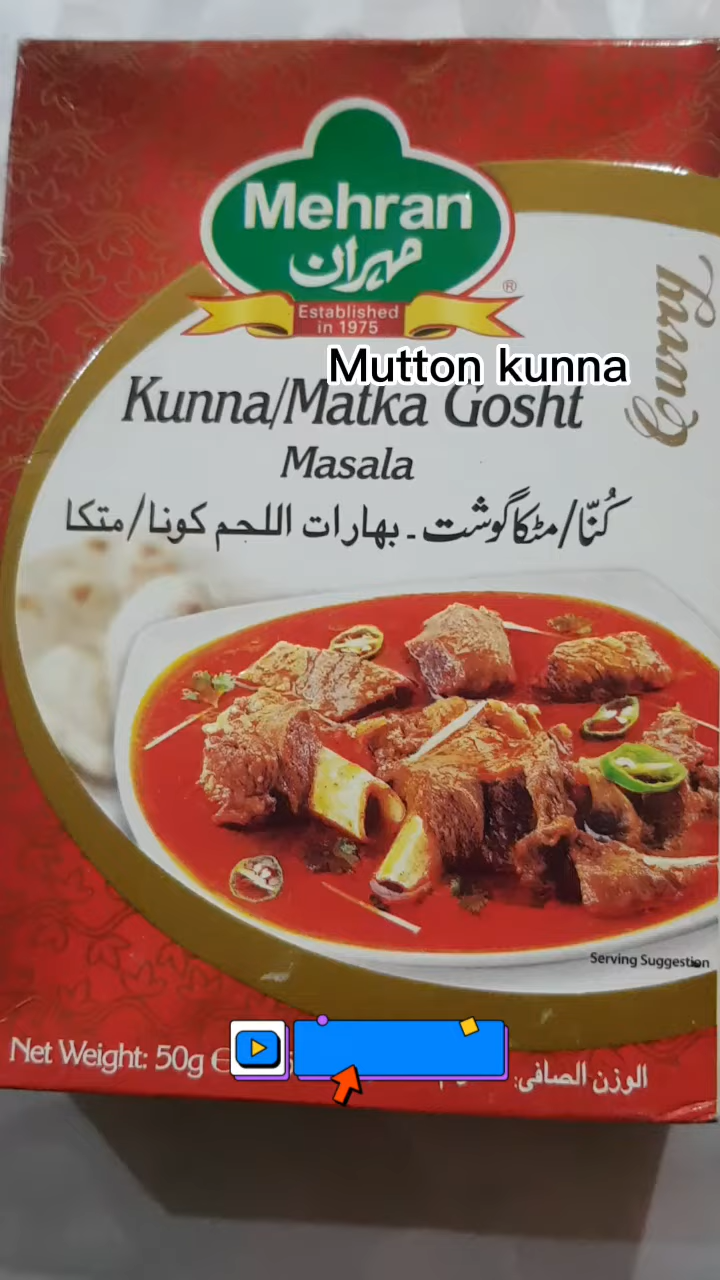 Mehran
مہران
®
Established
in 1975
Mutton kunna
Curry
Kunna/Matka Gosht
Masala
کُنّا/مٹکا گوشت - بهارات اللحم كونا/متكا
Serving Suggestion
Net Weight: 50g
الوزن الصافى: